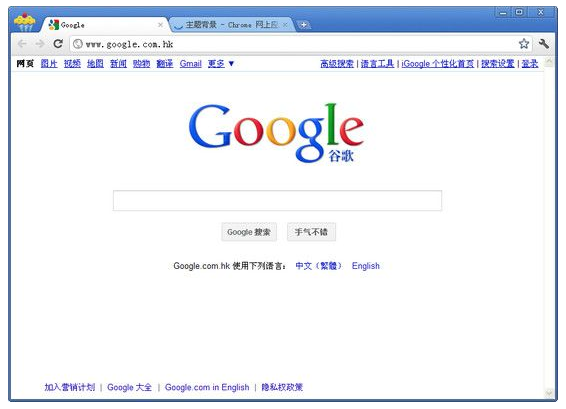 Google
主题背景 - Chrome 网上应
www.google.com.hk
网页 图片 视频 地图 新闻 购物 翻译 Gmail 更多 ▼
高级搜索 | 语言工具 | iGoogle 个性化首页 | 搜索设置 | 登录
Google
谷歌
Google 搜索 手气不错
Google.com.hk 使用下列语言: 中文（繁體） English
加入营销计划 | Google 大全 | Google.com in English | 隐私权政策